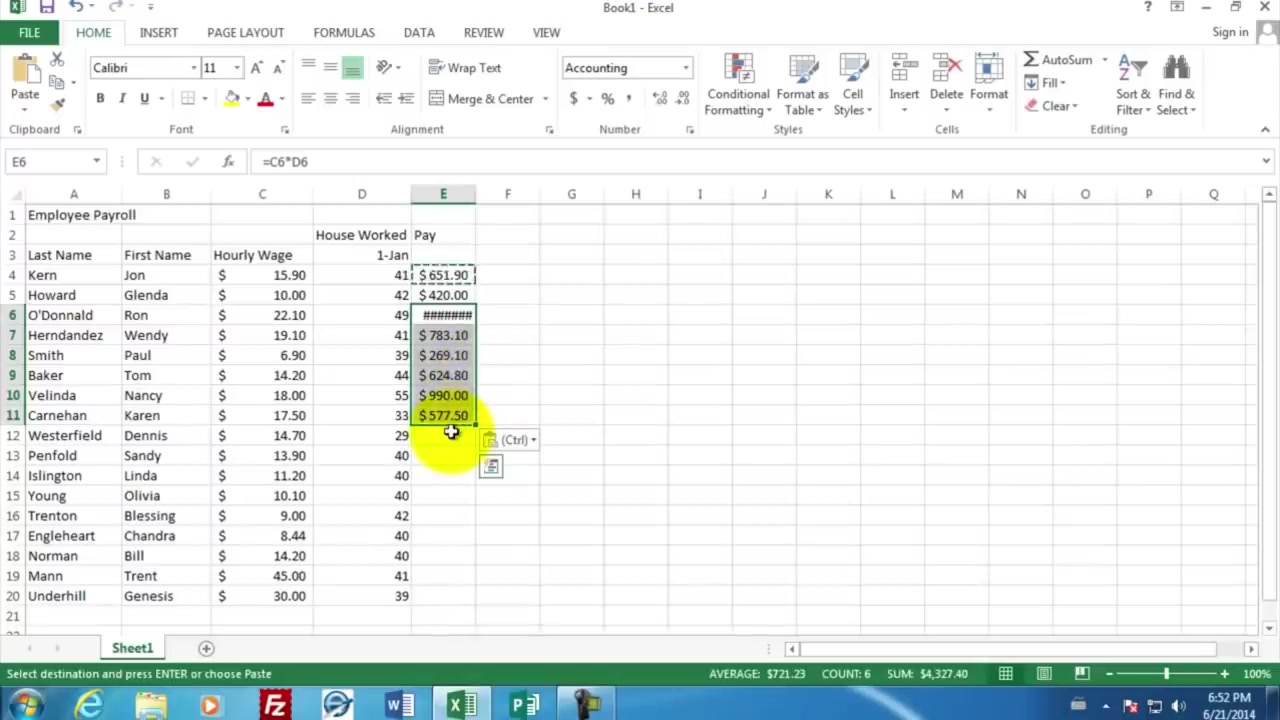 Book1 - Excel
? Sign in
FILE HOME INSERT PAGE LAYOUT FORMULAS DATA REVIEW VIEW
Paste Calibri 11 A A Wrap Text Accounting Conditional Formatting Format as Table Cell Styles Insert Delete Format AutoSum Fill Clear Sort & Filter Find & Select
B I U A Merge & Center $ % , .00 .00
Clipboard Font Alignment Number Styles Cells Editing
E6 fx =C6*D6
A B C D E F G H I J K L M N O P Q
1 Employee Payroll
2 House Worked Pay
3 Last Name First Name Hourly Wage 1-Jan
4 Kern Jon $ 15.90 41 $ 651.90
5 Howard Glenda $ 10.00 42 $ 420.00
6 O'Donnald Ron $ 22.10 49 #######
7 Herndandez Wendy $ 19.10 41 $ 783.10
8 Smith Paul $ 6.90 39 $ 269.10
9 Baker Tom $ 14.20 44 $ 624.80
10 Velinda Nancy $ 18.00 55 $ 990.00
11 Carnehan Karen $ 17.50 33 $ 577.50
12 Westerfield Dennis $ 14.70 29 (Ctrl)
13 Penfold Sandy $ 13.90 40
14 Islington Linda $ 11.20 40
15 Young Olivia $ 10.10 40
16 Trenton Blessing $ 9.00 42
17 Engleheart Chandra $ 8.44 40
18 Norman Bill $ 14.20 40
19 Mann Trent $ 45.00 41
20 Underhill Genesis $ 30.00 39
21
Sheet1
Select destination and press ENTER or choose Paste AVERAGE: $721.23 COUNT: 6 SUM: $4,327.40 100%
6:52 PM
6/21/2014